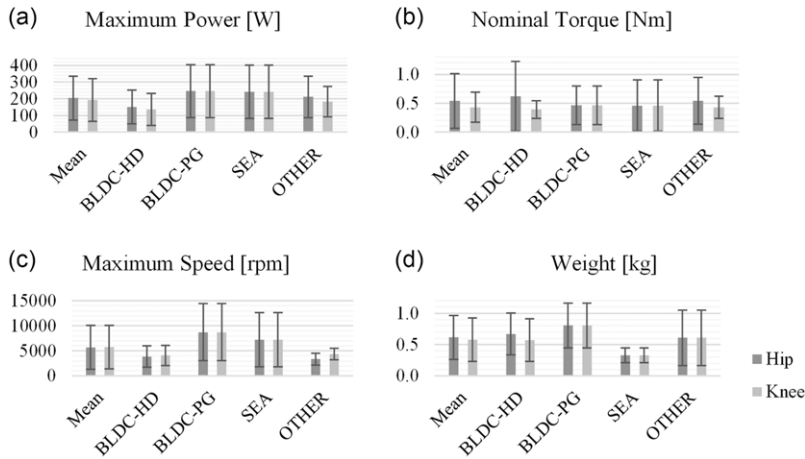 (a) Maximum Power [W]
400
300
200
100
0
Mean
BLDC-HD
BLDC-PG
SEA
OTHER
(b) Nominal Torque [Nm]
1.0
0.5
0.0
Mean
BLDC-HD
BLDC-PG
SEA
OTHER
(c) Maximum Speed [rpm]
15000
10000
5000
0
Mean
BLDC-HD
BLDC-PG
SEA
OTHER
(d) Weight [kg]
1.0
0.5
0.0
Mean
BLDC-HD
BLDC-PG
SEA
OTHER
Hip
Knee